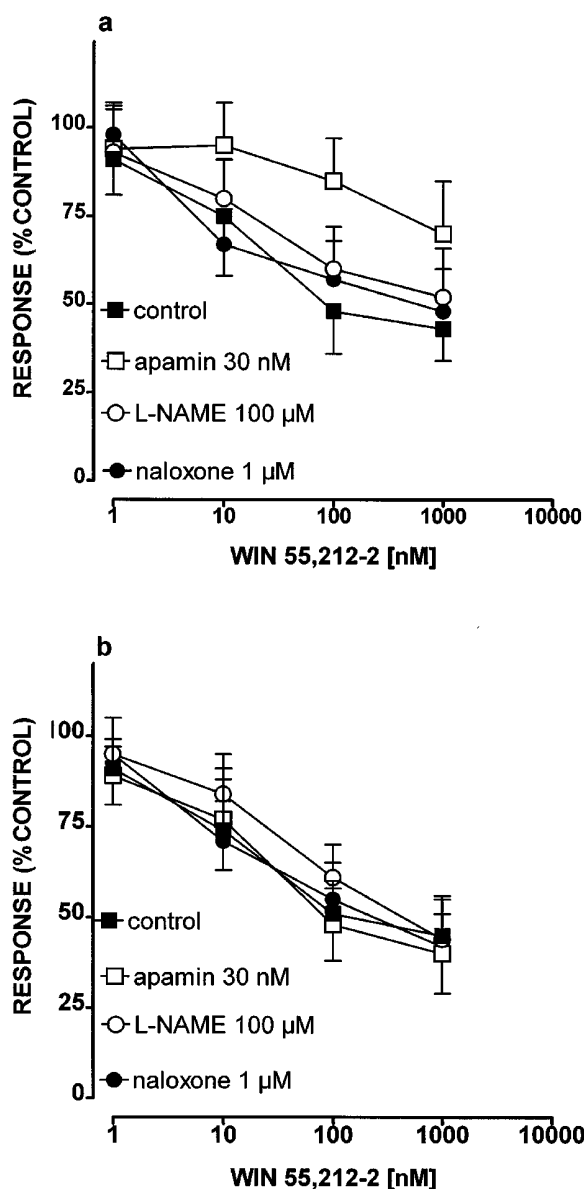 a
RESPONSE (% CONTROL)
100
75
50
25
0
control
apamin 30 nM
L-NAME 100 µM
naloxone 1 µM
1 10 100 1000 10000
WIN 55,212-2 [nM]
b
RESPONSE (% CONTROL)
100
75
50
25
0
control
apamin 30 nM
L-NAME 100 µM
naloxone 1 µM
1 10 100 1000 10000
WIN 55,212-2 [nM]